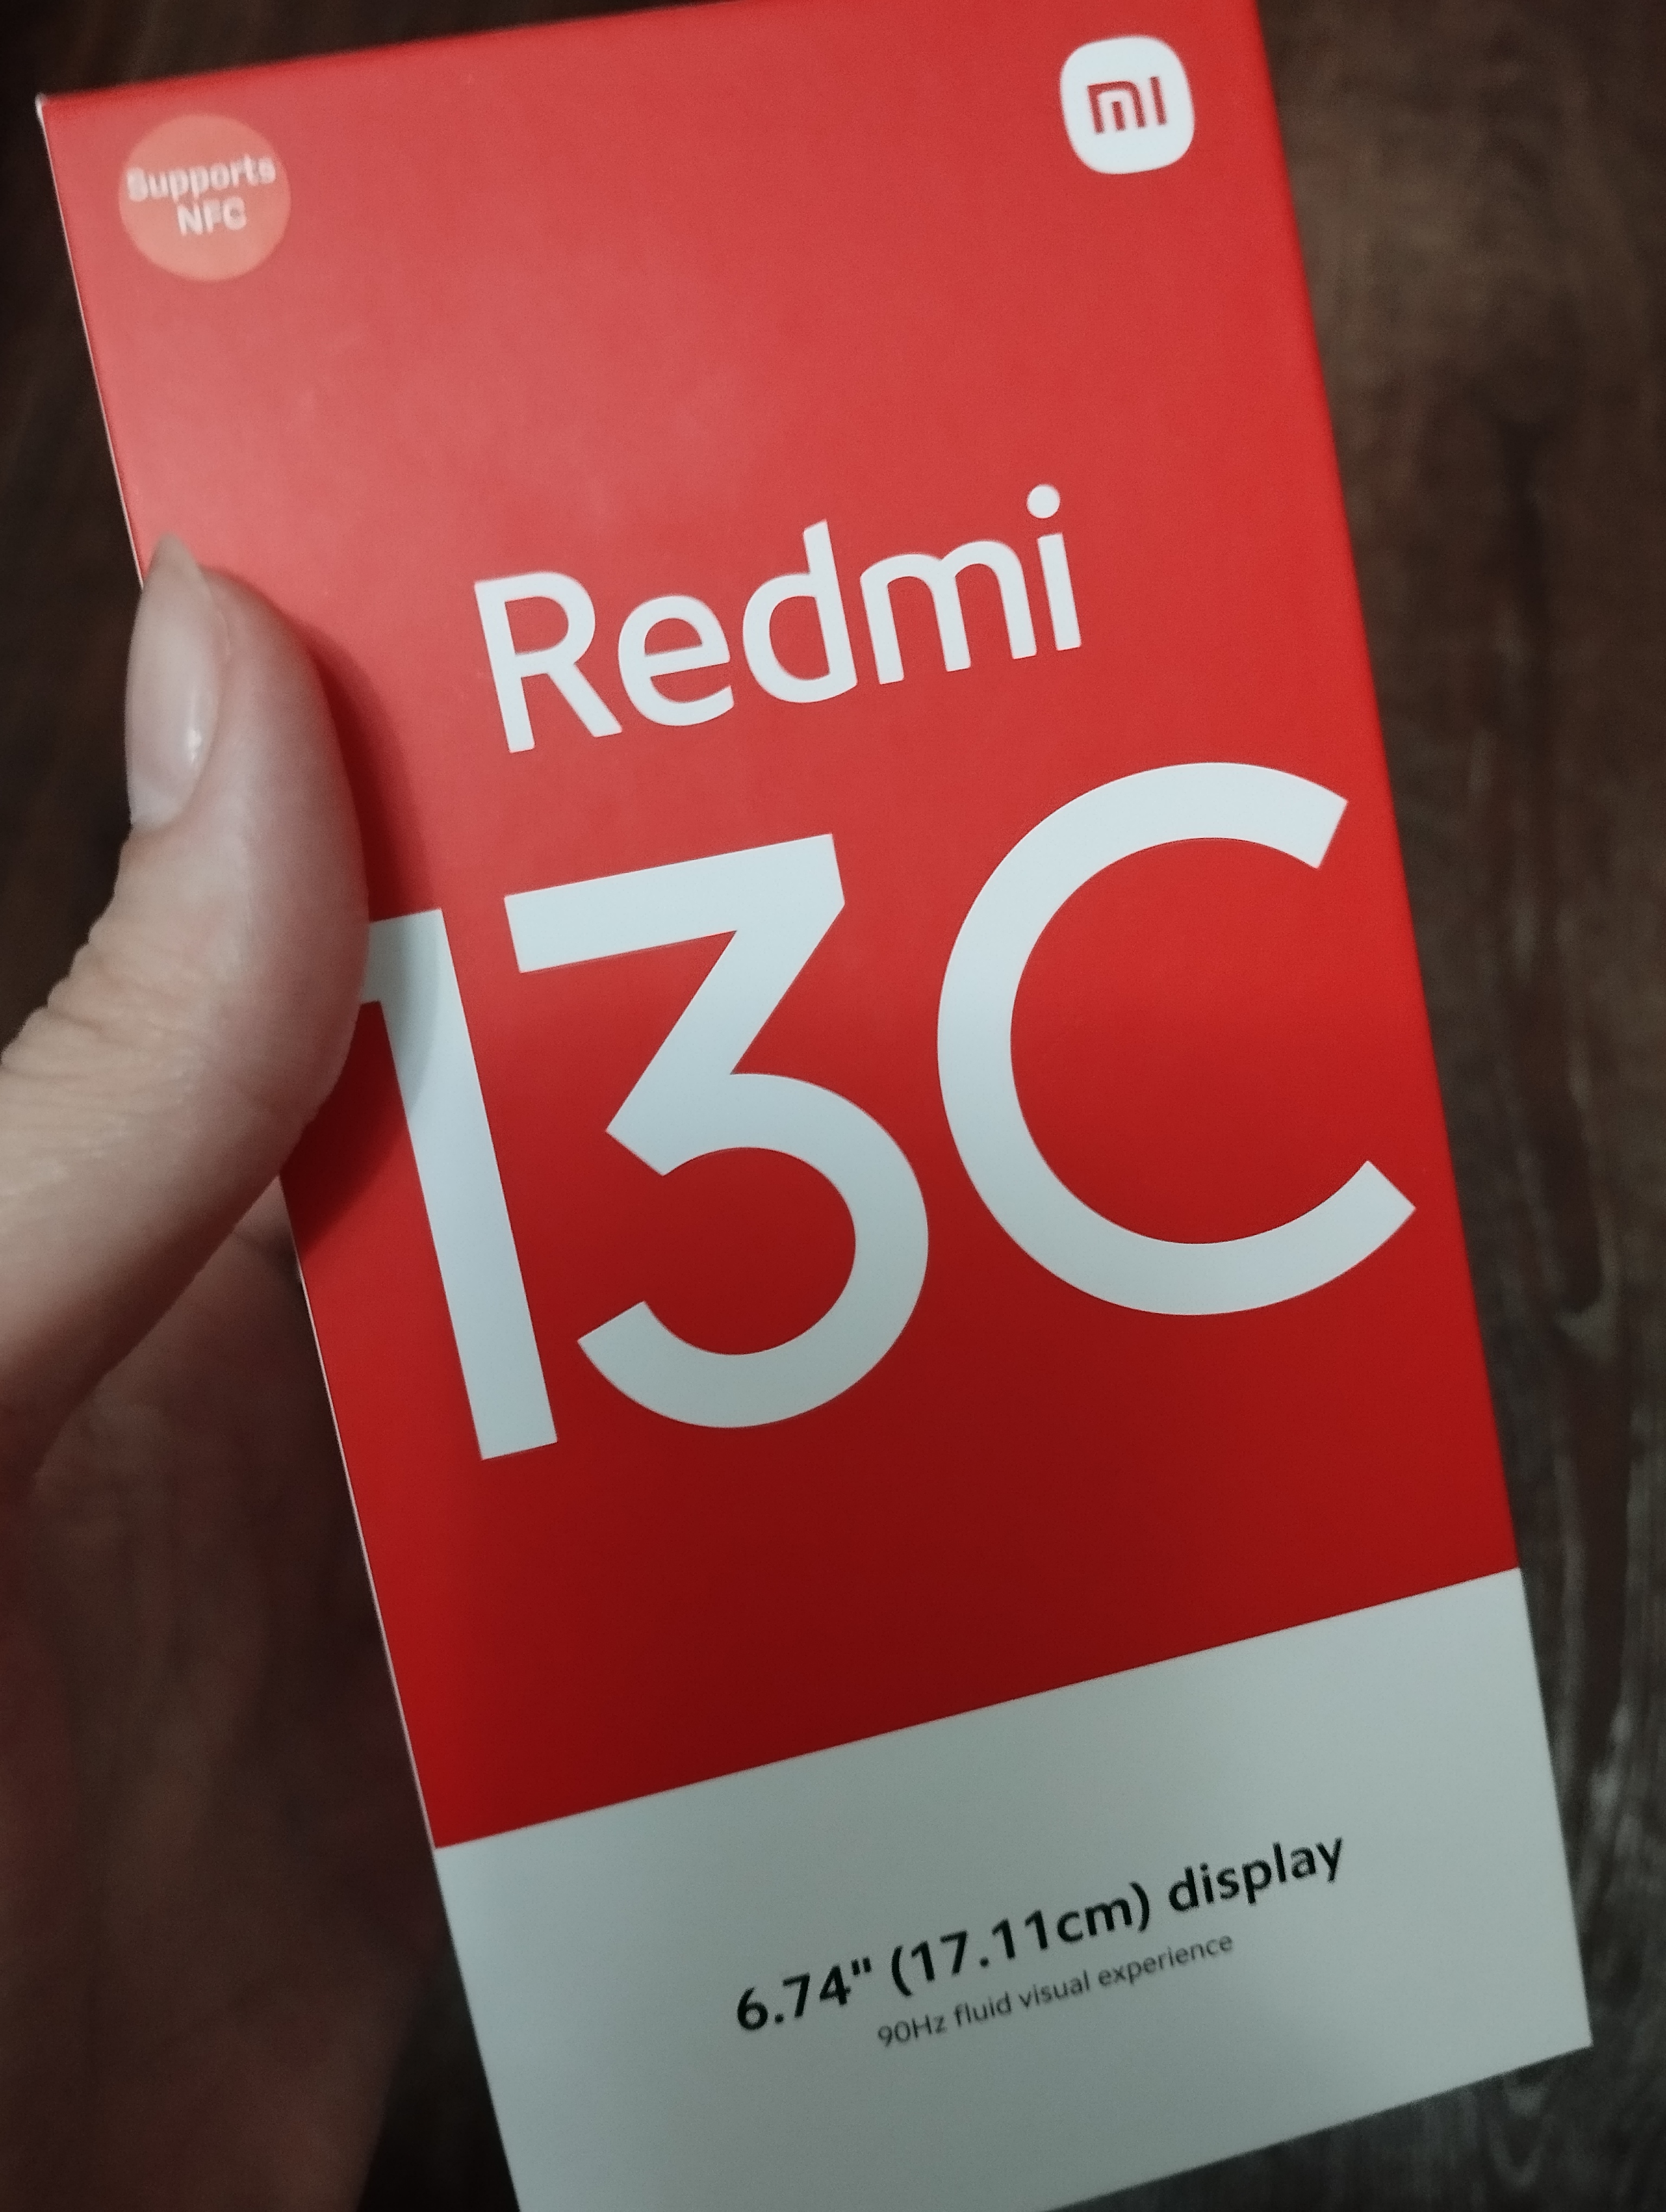 Supports
NFC
mi
Redmi
13C
6.74" (17.11cm) display
90Hz fluid visual experience